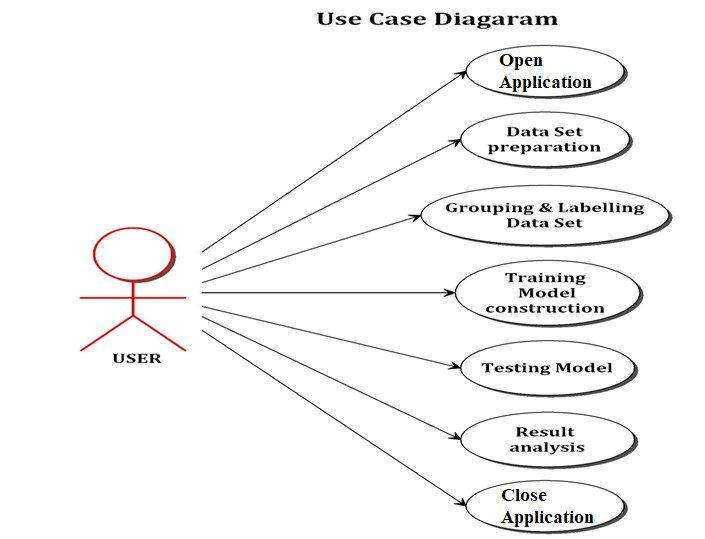 Use Case Diagaram
Open
Application
Data Set
preparation
Grouping & Labelling
Data Set
Training
Model
construction
USER
Testing Model
Result
analysis
Close
Application